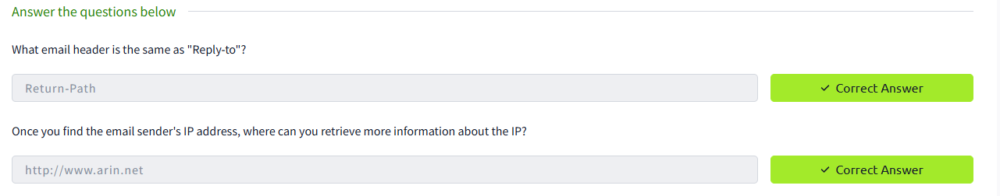 Answer the questions below
What email header is the same as "Reply-to"?
Return-Path
✓ Correct Answer
Once you find the email sender's IP address, where can you retrieve more information about the IP?
http://www.arin.net
✓ Correct Answer